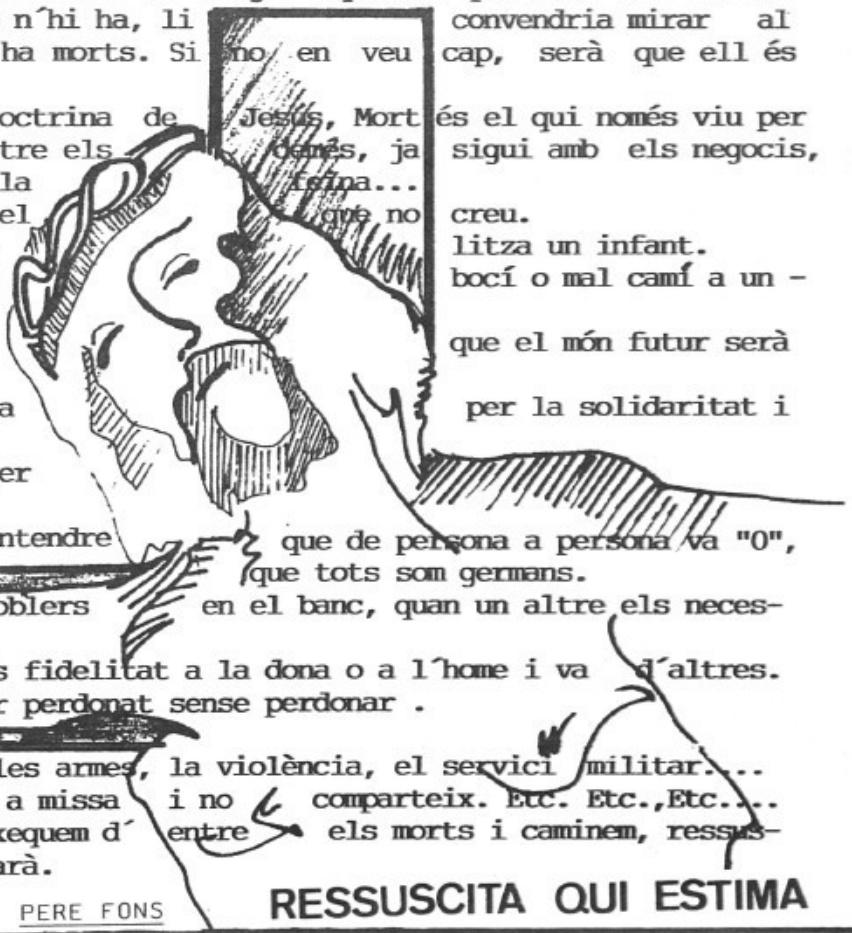 n´hi ha, li convendria mirar al
ha morts. Si no en veu cap, serà que ell és
octrina de Jesús, Mort és el qui només viu per
tre els demés, ja sigui amb els negocis,
la feina...
el que no creu.
litza un infant.
bocí o mal camí a un -
que el món futur serà
a per la solidaritat i
er
ntendre que de persona a persona va "O",
que tots som germans.
oblers en el banc, quan un altre els neces-
s fidelitat a la dona o a l´home i va d´altres.
r perdonat sense perdonar .
les armes, la violència, el servici militar....
a missa i no comparteix. Etc. Etc.,Etc....
xequem d´ entre els morts i caminem, ressus-
arà.
PERE FONS RESSUSCITA QUI ESTIMA